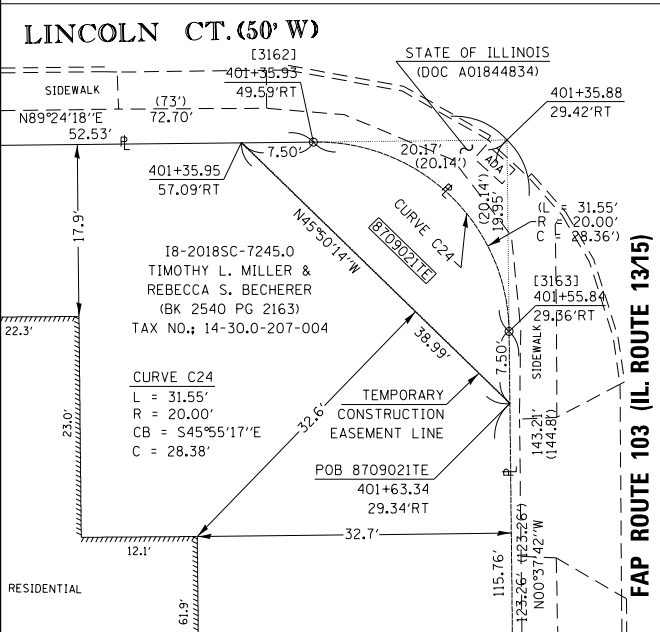 LINCOLN CT. (50' W)
[3162]
401+35.93
49.59'RT
STATE OF ILLINOIS
(DOC A01844834)
SIDEWALK
(73')
72.70'
N89°24'18"E
52.53'
401+35.88
29.42'RT
7.50'
20.17'
(20.14')
ADA
401+35.95
57.09'RT
(20.14')
19.95'
(L = 31.55'
R = 20.00'
C = 28.36')
17.9'
N45°50'14"W
CURVE C24
8709021TE
I8-2018SC-7245.0
TIMOTHY L. MILLER &
REBECCA S. BECHERER
(BK 2540 PG 2163)
TAX NO.; 14-30.0-207-004
[3163]
401+55.84
29.36'RT
22.3'
38.99'
7.50'
SIDEWALK
CURVE C24
L = 31.55'
R = 20.00'
CB = S45°55'17"E
C = 28.38'
TEMPORARY
CONSTRUCTION
EASEMENT LINE
32.6'
23.0'
143.21'
(144.8')
POB 8709021TE
401+63.34
29.34'RT
32.7'
12.1'
115.76'
123.26' (123.26')
N00°37'42"W
RESIDENTIAL
61.9'
FAP ROUTE 103 (IL. ROUTE 13/15)